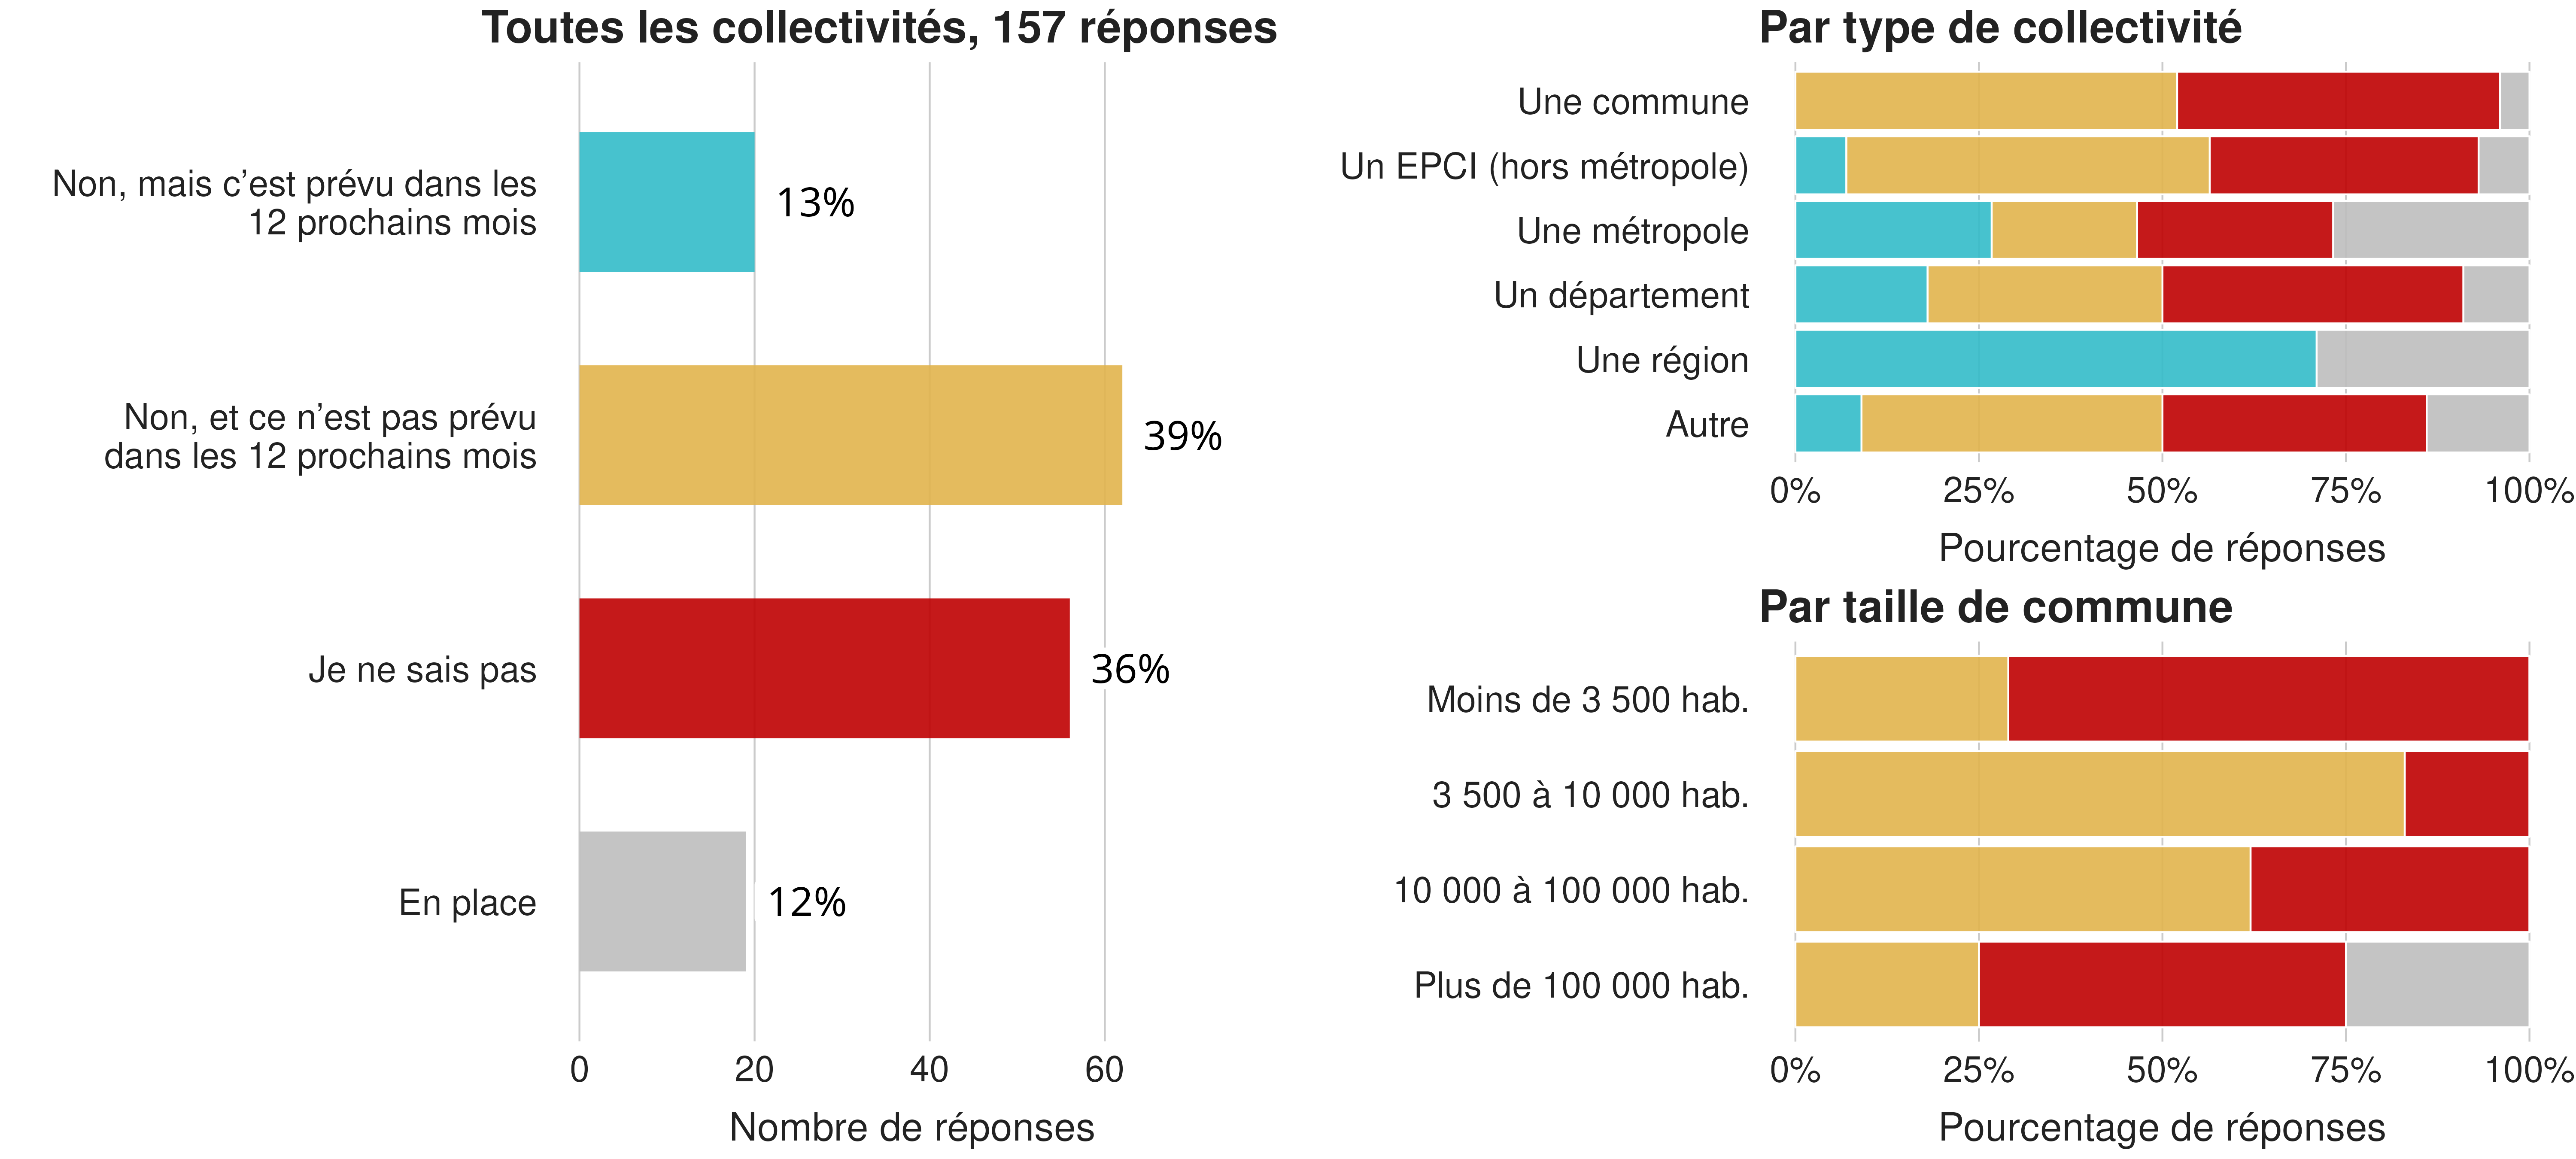 Toutes les collectivités, 157 réponses
Non, mais c’est prévu dans les
12 prochains mois
13%
Non, et ce n’est pas prévu
dans les 12 prochains mois
39%
Je ne sais pas
36%
En place
12%
0 20 40 60
Nombre de réponses
Par type de collectivité
Une commune
Un EPCI (hors métropole)
Une métropole
Un département
Une région
Autre
0% 25% 50% 75% 100%
Pourcentage de réponses
Par taille de commune
Moins de 3 500 hab.
3 500 à 10 000 hab.
10 000 à 100 000 hab.
Plus de 100 000 hab.
0% 25% 50% 75% 100%
Pourcentage de réponses